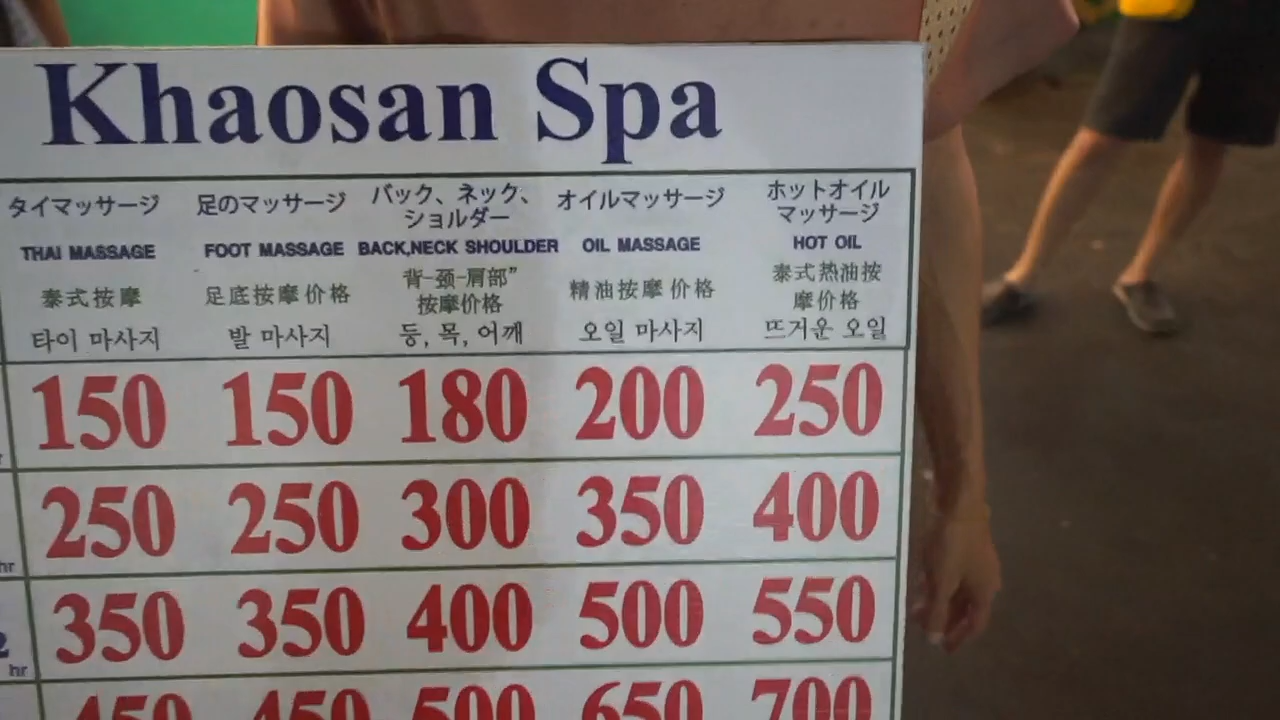 Khaosan Spa
タイマッサージ 足のマッサージ バック、ネック、ショルダー オイルマッサージ ホットオイルマッサージ
THAI MASSAGE FOOT MASSAGE BACK,NECK SHOULDER OIL MASSAGE HOT OIL
泰式按摩 足底按摩价格 背-颈-肩部”按摩价格 精油按摩价格 泰式热油按摩价格
타이 마사지 발 마사지 등, 목, 어깨 오일 마사지 뜨거운 오일
150 150 180 200 250
hr 250 250 300 350 400
hr 350 350 400 500 550
450 450 500 650 700